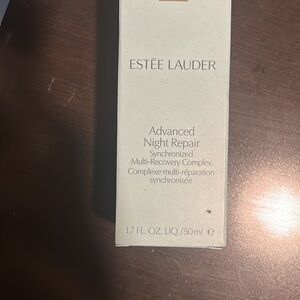 ESTĒE LAUDER
Advanced
Night Repair
Synchronized
Multi-Recovery Complex
Complexe multi-réparation
synchronisée
1.7 FL. OZ. LIQ./50 ml e